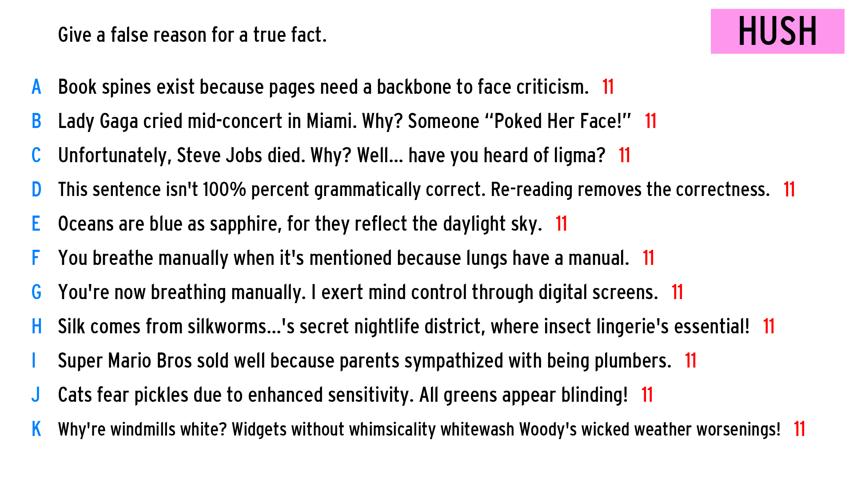 Give a false reason for a true fact.
HUSH
A Book spines exist because pages need a backbone to face criticism. 11
B Lady Gaga cried mid-concert in Miami. Why? Someone “Poked Her Face!” 11
C Unfortunately, Steve Jobs died. Why? Well... have you heard of ligma? 11
D This sentence isn't 100% percent grammatically correct. Re-reading removes the correctness. 11
E Oceans are blue as sapphire, for they reflect the daylight sky. 11
F You breathe manually when it's mentioned because lungs have a manual. 11
G You're now breathing manually. I exert mind control through digital screens. 11
H Silk comes from silkworms...'s secret nightlife district, where insect lingerie's essential! 11
I Super Mario Bros sold well because parents sympathized with being plumbers. 11
J Cats fear pickles due to enhanced sensitivity. All greens appear blinding! 11
K Why're windmills white? Widgets without whimsicality whitewash Woody's wicked weather worsenings! 11